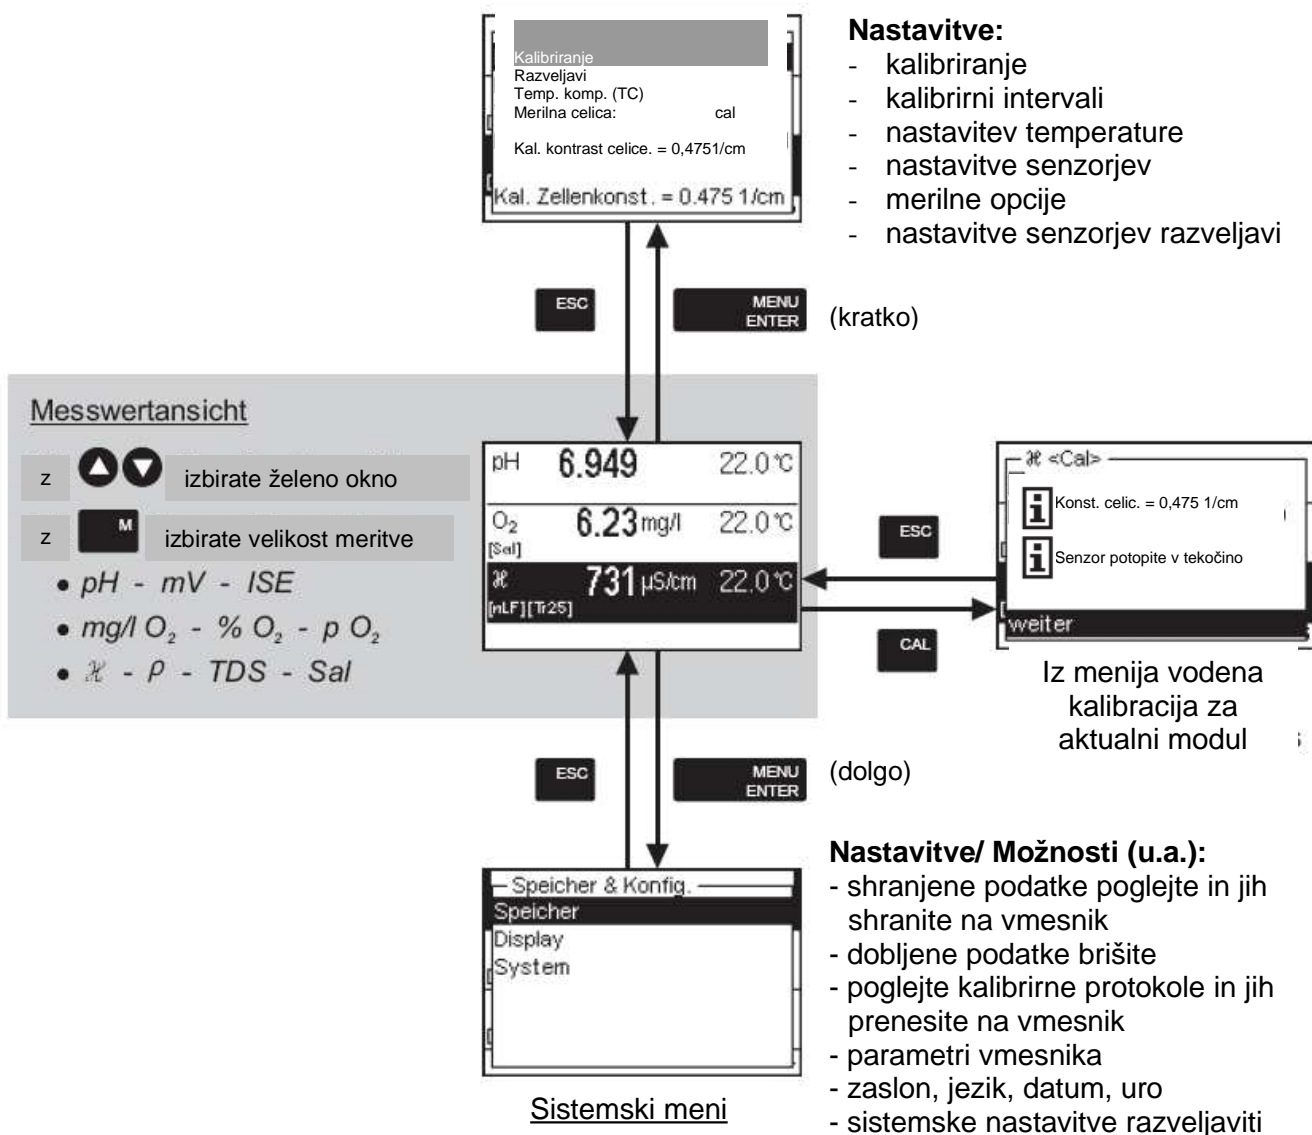 Kalibriranje
Razveljavi
Temp. komp. (TC)
Merilna celica: cal
Kal. kontrast celice. = 0,4751/cm
Kal. Zellenkonst. = 0.475 1/cm
Nastavitve:
- kalibriranje
- kalibrirni intervali
- nastavitev temperature
- nastavitve senzorjev
- merilne opcije
- nastavitve senzorjev razveljavi
ESC
MENU
ENTER
(kratko)
Messwertansicht
z izbirate želeno okno
z M izbirate velikost meritve
• pH - mV - ISE
• mg/l O₂ - % O₂ - p O₂
• ϰ - ρ - TDS - Sal
pH 6.949 22.0 °C
O₂ 6.23 mg/l 22.0 °C
[Sal]
ϰ 731 µS/cm 22.0 °C
[nLF][Tr25]
ESC
CAL
ϰ <Cal>
i Konst. celic. = 0,475 1/cm
i Senzor potopite v tekočino
weiter
Iz menija vodena
kalibracija za
aktualni modul
ESC
MENU
ENTER
(dolgo)
Speicher & Konfig.
Speicher
Display
System
Sistemski meni
Nastavitve/ Možnosti (u.a.):
- shranjene podatke poglejte in jih
shranite na vmesnik
- dobljene podatke brišite
- poglejte kalibrirne protokole in jih
prenesite na vmesnik
- parametri vmesnika
- zaslon, jezik, datum, uro
- sistemske nastavitve razveljaviti